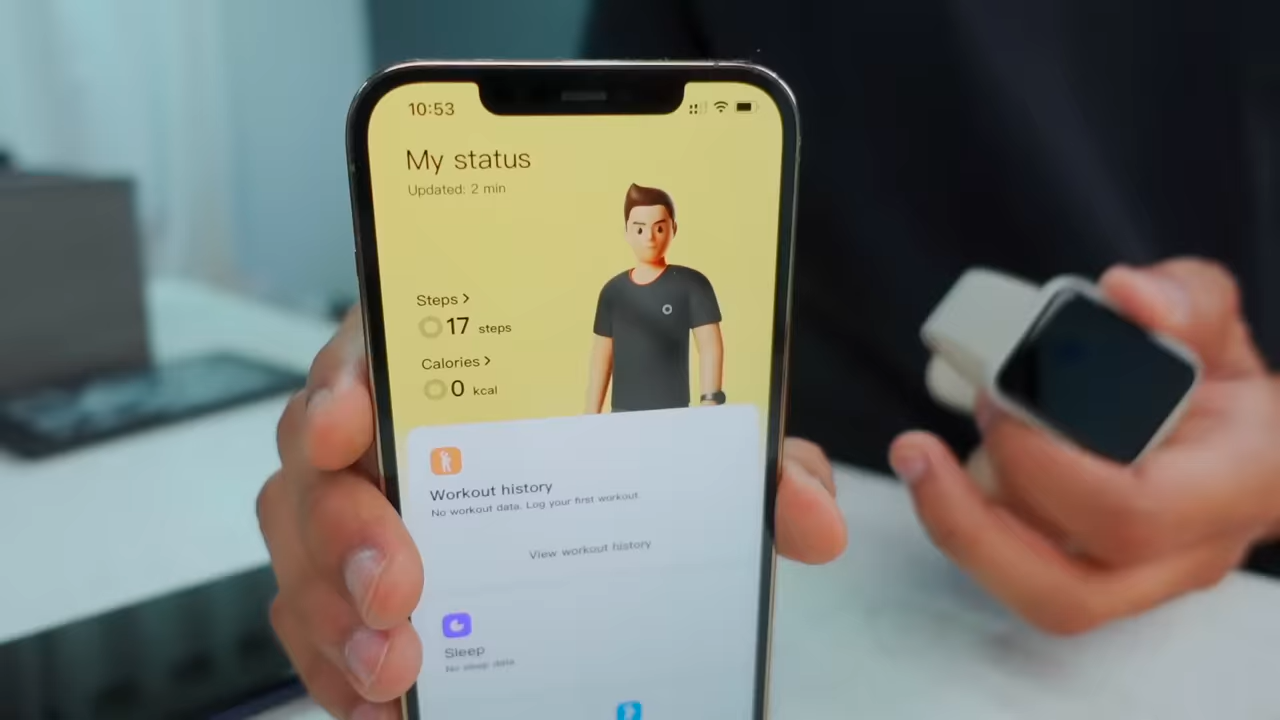 10:53
My status
Updated: 2 min
Steps >
17 steps
Calories >
0 kcal
Workout history
No workout data. Log your first workout.
View workout history
Sleep
No sleep data